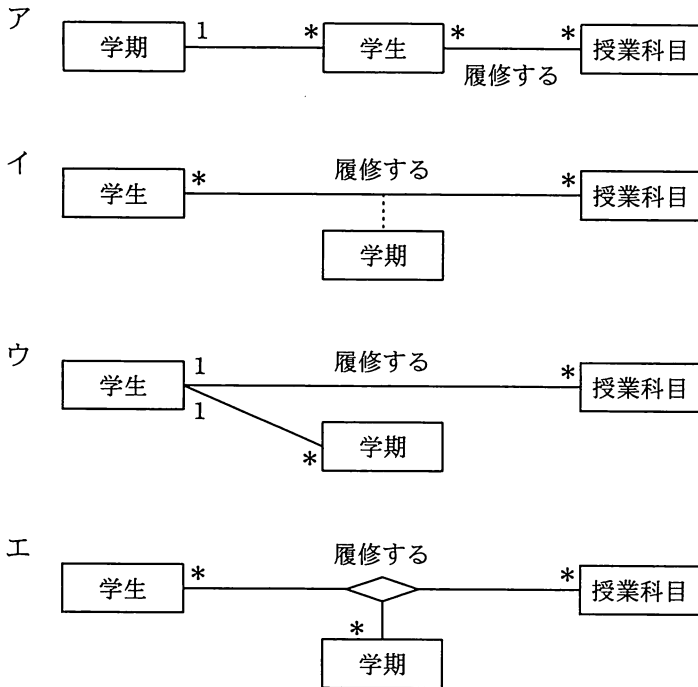 ア
学期 1 * 学生 * * 授業科目
履修する
イ
履修する
学生 * * 授業科目
学期
ウ
履修する
学生 1 * 授業科目
1
* 学期
エ
履修する
学生 * * 授業科目
*
学期